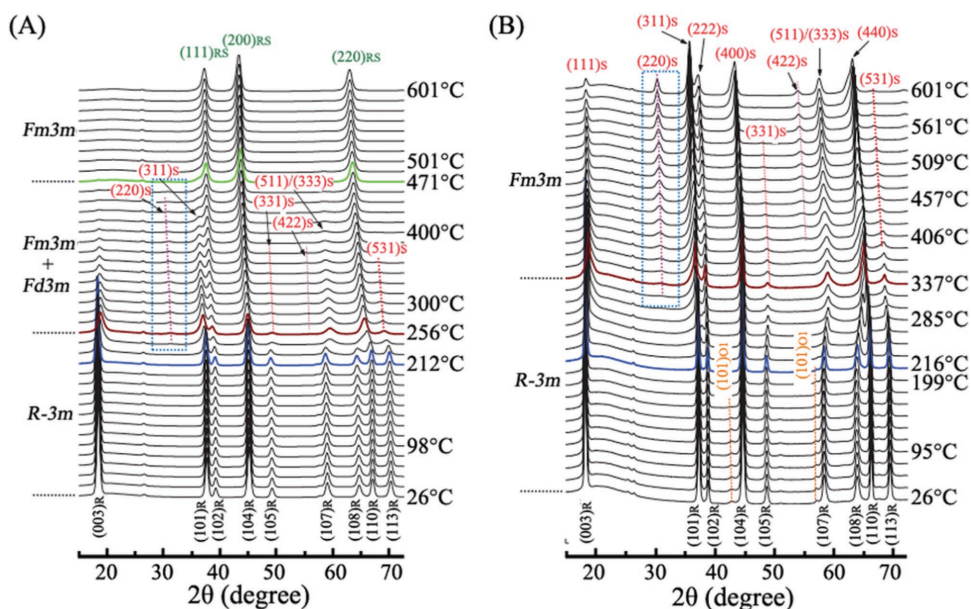 (A)
(200)RS
(111)RS
(220)RS
601°C
Fm3m
501°C
(311)S
471°C
(220)S
(511)/(333)S
(331)S
(422)S
400°C
Fm3m
+
Fd3m
(531)S
300°C
256°C
212°C
R-3m
98°C
26°C
(003)R
(101)R
(102)R
(104)R
(105)R
(107)R
(108)R
(110)R
(113)R
20 30 40 50 60 70
2θ (degree)
(B)
(311)S
(222)S
(511)/(333)S
(440)S
(111)S
(220)S
(400)S
(422)S
(531)S
601°C
(331)S
561°C
509°C
Fm3m
457°C
406°C
337°C
285°C
(101)O1
(101)O1
216°C
199°C
R-3m
95°C
26°C
(003)R
(101)R
(102)R
(104)R
(105)R
(107)R
(108)R
(110)R
(113)R
20 30 40 50 60 70
2θ (degree)